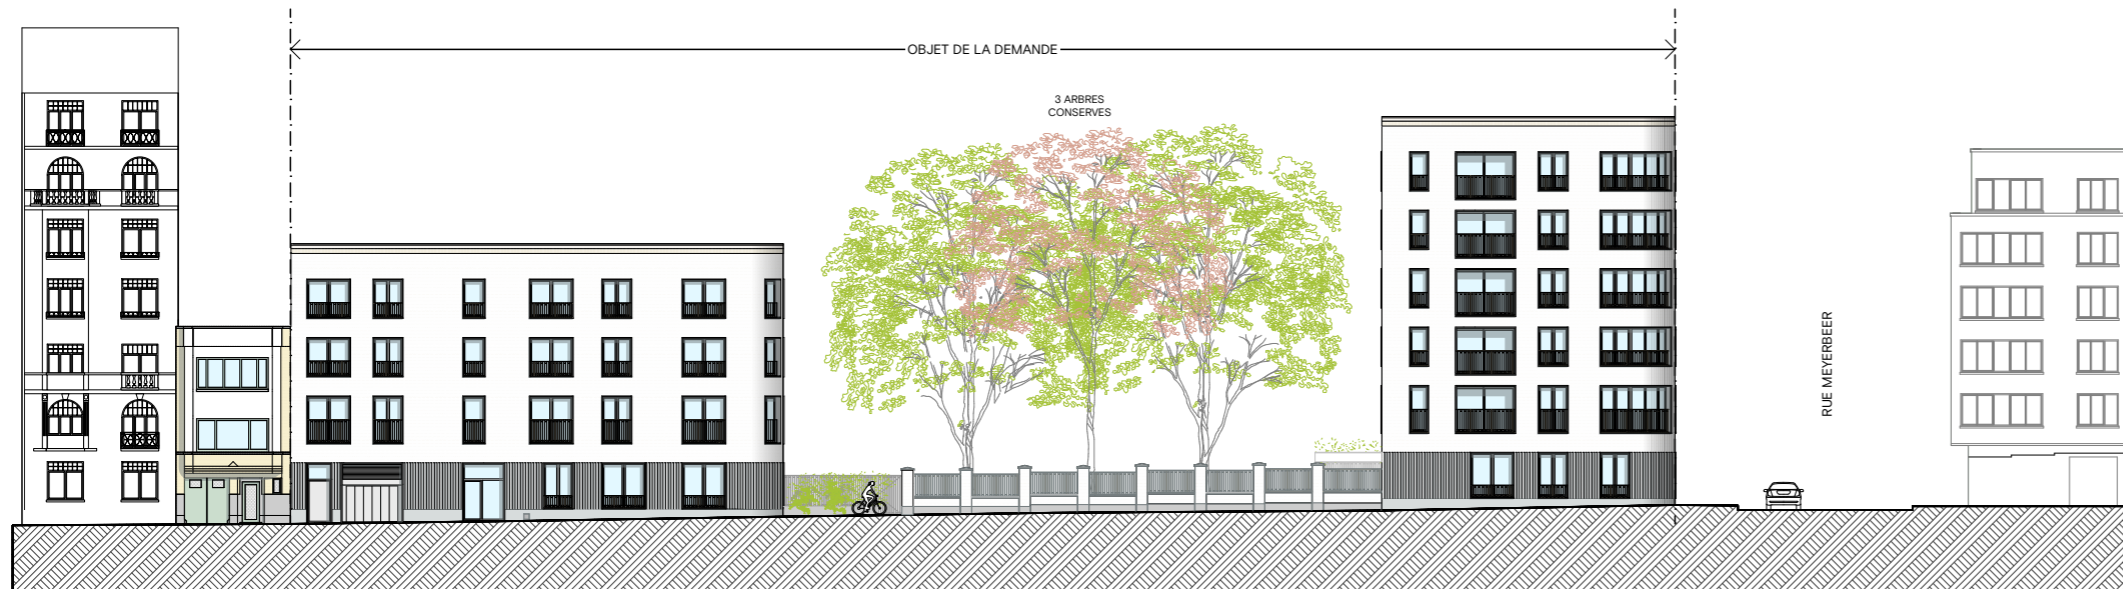 OBJET DE LA DEMANDE
3 ARBRES
CONSERVES
RUE MEYERBEER